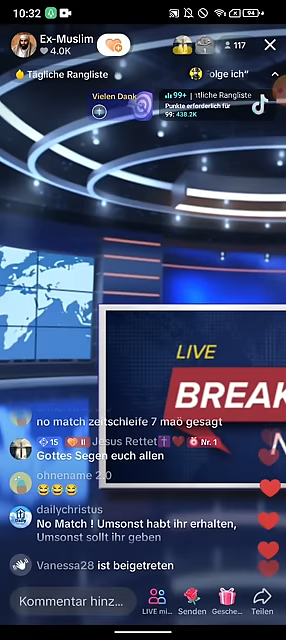 10:32
94
Ex-Muslim
4.0K
117
Tägliche Rangliste
olge ich“
Vielen Dank
99+ | tliche Rangliste
Punkte erforderlich für
99: 438.2K
LIVE
BREAK
N
no match zeitschleife 7 maö gesagt
15 II Jesus Rettet Nr. 1
Gottes Segen euch allen
ohnename 2.0
😂😂😂
dailychristus
No Match ! Umsonst habt ihr erhalten,
Umsonst sollt ihr geben
Vanessa28 ist beigetreten
Kommentar hinz...
LIVE mi... Senden Gesche... Teilen